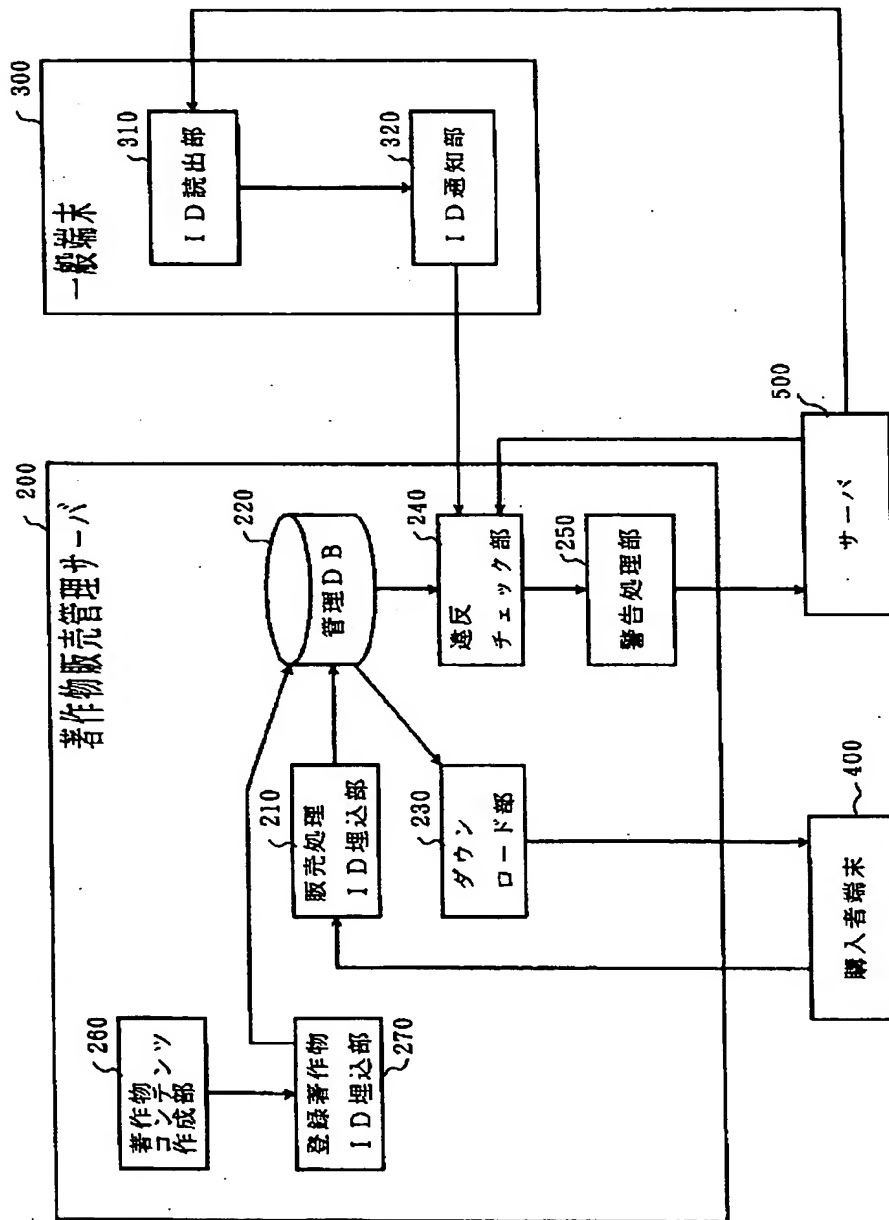 著作物販売管理サーバ
200
260
著作物
コンテンツ
作成部
登録著作物
ID埋込部
270
210
販売処理
ID埋込部
220
管理DB
230
ダウン
ロード部
240
違反
チェック部
250
警告処理部
一般端末
300
310
ID読出部
320
ID通知部
400
購入者端末
500
サーバ